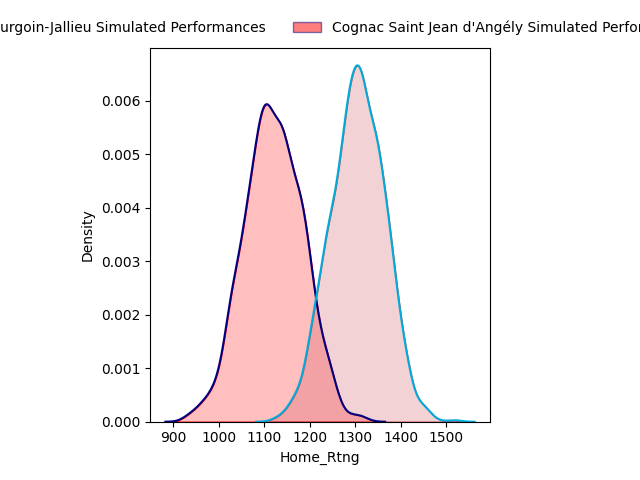 urgoin-Jallieu Simulated Performances
Cognac Saint Jean d'Angély Simulated Perfor
0.006
0.005
0.004
0.003
0.002
0.001
0.000
Density
900 1000 1100 1200 1300 1400 1500
Home_Rtng